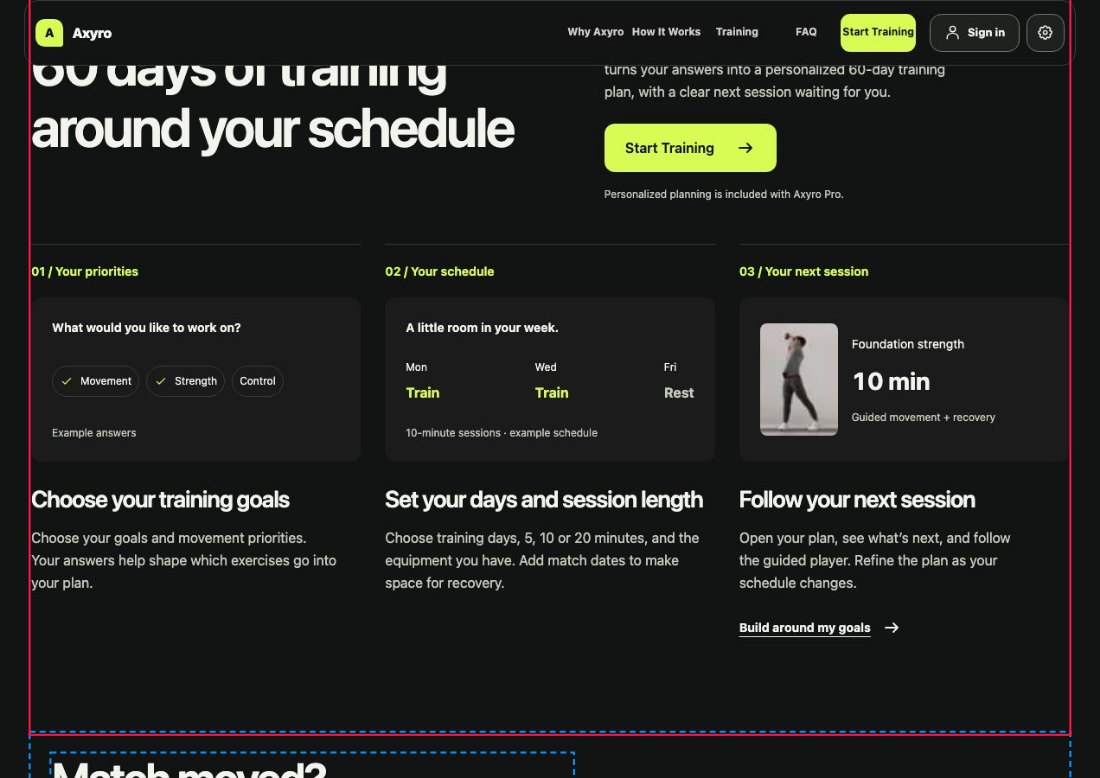 A
Axyro
Why Axyro
How It Works
Training
FAQ
Start Training
Sign in
60 days of training
around your schedule
turns your answers into a personalized 60-day training
plan, with a clear next session waiting for you.
Start Training
Personalized planning is included with Axyro Pro.
01 / Your priorities
What would you like to work on?
Movement
Strength
Control
Example answers
Choose your training goals
Choose your goals and movement priorities.
Your answers help shape which exercises go into
your plan.
02 / Your schedule
A little room in your week.
Mon
Wed
Fri
Train
Train
Rest
10-minute sessions · example schedule
Set your days and session length
Choose training days, 5, 10 or 20 minutes, and the
equipment you have. Add match dates to make
space for recovery.
03 / Your next session
Foundation strength
10 min
Guided movement + recovery
Follow your next session
Open your plan, see what’s next, and follow
the guided player. Refine the plan as your
schedule changes.
Build around my goals
Match moved?